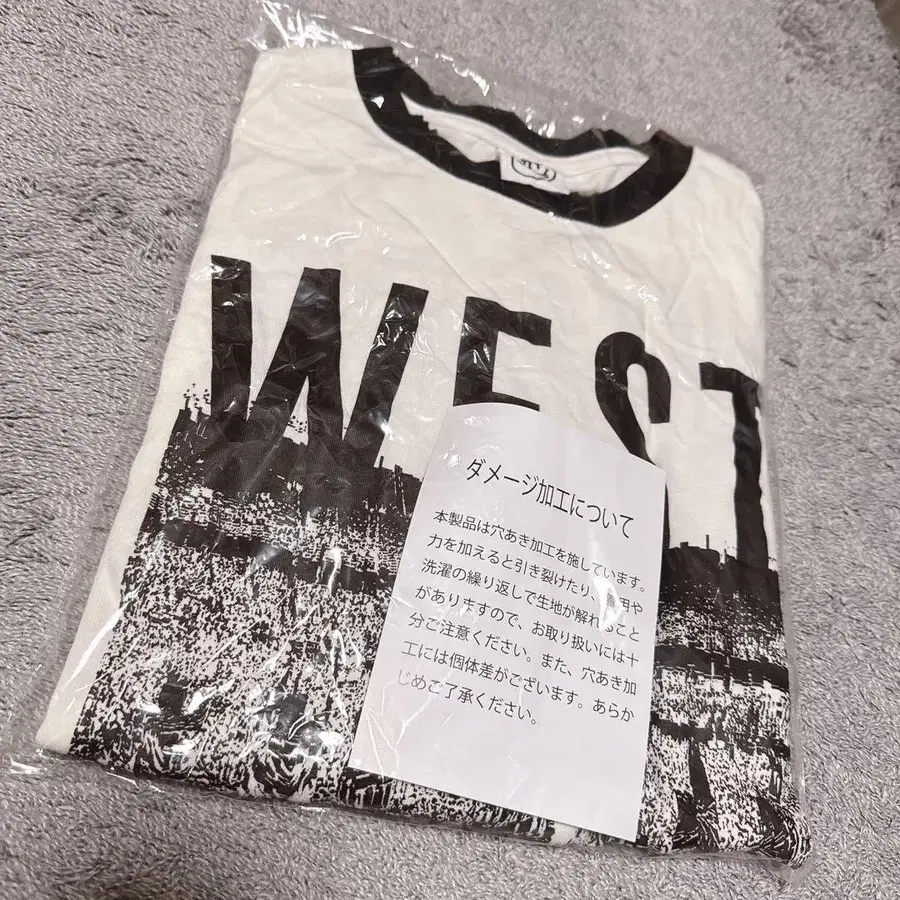 WEST
ダメージ加工について
本製品は穴あき加工を施しています。
力を加えると引き裂けたり、着用や
洗濯の繰り返しで生地が解れること
がありますので、お取り扱いには十
分ご注意ください。また、穴あき加
工には個体差がございます。あらか
じめご了承ください。